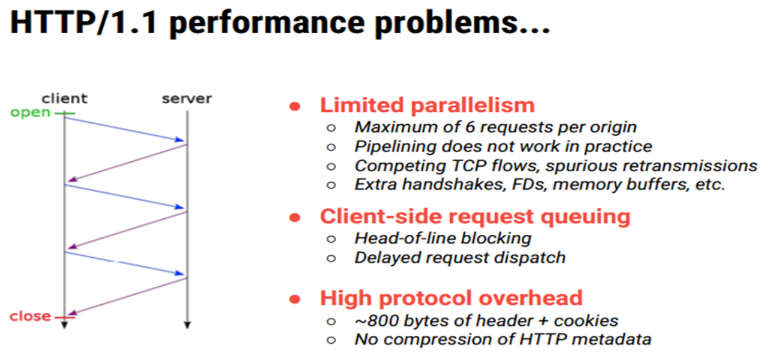 HTTP/1.1 performance problems...
client
server
open
close
Limited parallelism
Maximum of 6 requests per origin
Pipelining does not work in practice
Competing TCP flows, spurious retransmissions
Extra handshakes, FDs, memory buffers, etc.
Client-side request queuing
Head-of-line blocking
Delayed request dispatch
High protocol overhead
~800 bytes of header + cookies
No compression of HTTP metadata